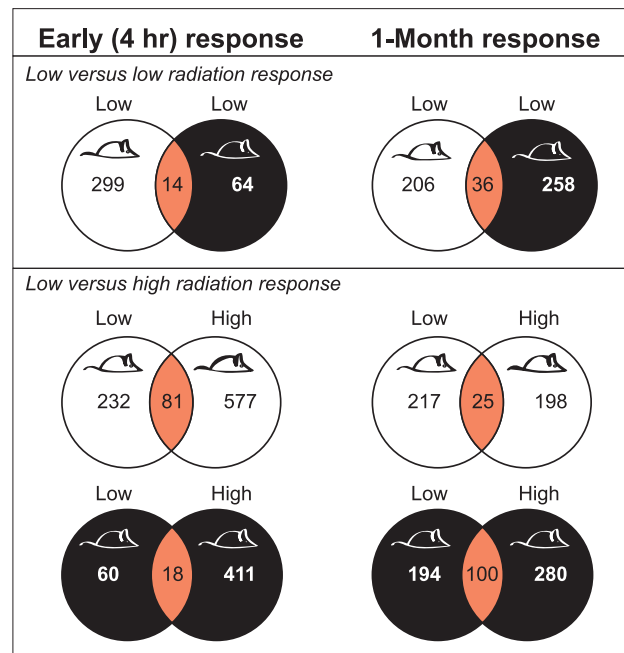 Early (4 hr) response 1-Month response
Low versus low radiation response
Low Low Low Low
299 14 64 206 36 258
Low versus high radiation response
Low High Low High
232 81 577 217 25 198
Low High Low High
60 18 411 194 100 280